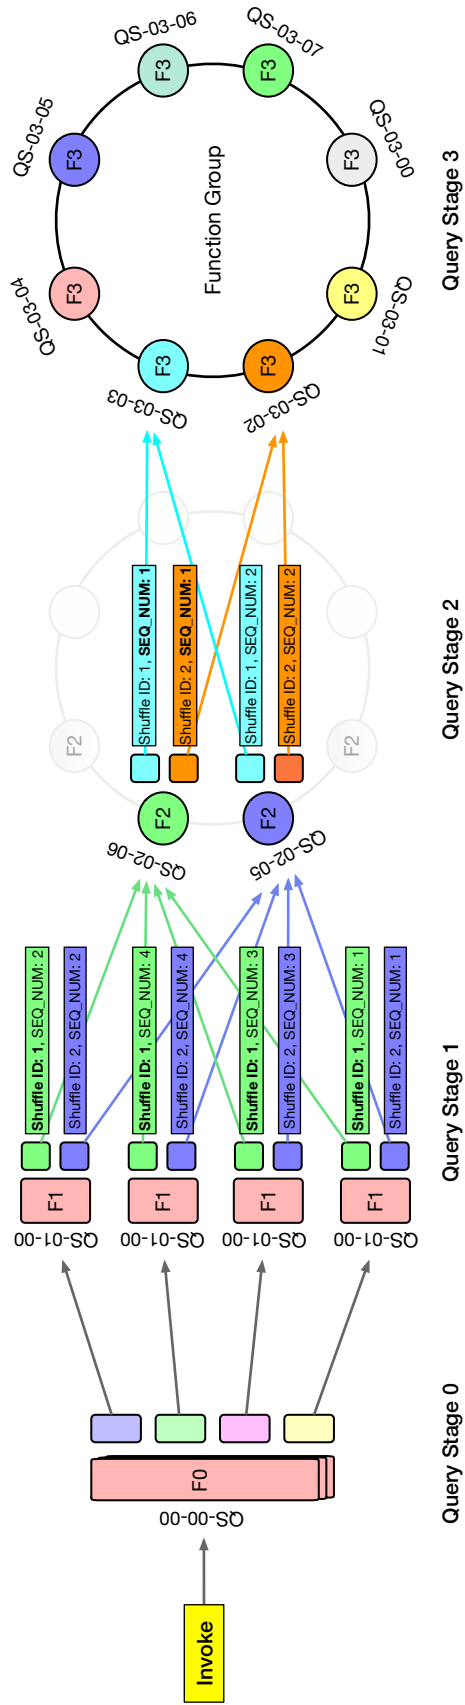 Invoke
QS-00-00
F0
Query Stage 0
QS-01-00
F1
Shuffle ID: 1, SEQ_NUM: 2
Shuffle ID: 2, SEQ_NUM: 2
QS-01-00
F1
Shuffle ID: 1, SEQ_NUM: 4
Shuffle ID: 2, SEQ_NUM: 4
QS-01-00
F1
Shuffle ID: 1, SEQ_NUM: 3
Shuffle ID: 2, SEQ_NUM: 3
QS-01-00
F1
Shuffle ID: 1, SEQ_NUM: 1
Shuffle ID: 2, SEQ_NUM: 1
Query Stage 1
F2
QS-02-06
F2
Shuffle ID: 1, SEQ_NUM: 1
Shuffle ID: 2, SEQ_NUM: 1
QS-02-05
F2
Shuffle ID: 1, SEQ_NUM: 2
Shuffle ID: 2, SEQ_NUM: 2
F2
Query Stage 2
QS-03-04
F3
QS-03-05
F3
QS-03-06
F3
QS-03-03
F3
Function Group
F3
QS-03-07
F3
QS-03-02
F3
QS-03-01
F3
QS-03-00
Query Stage 3